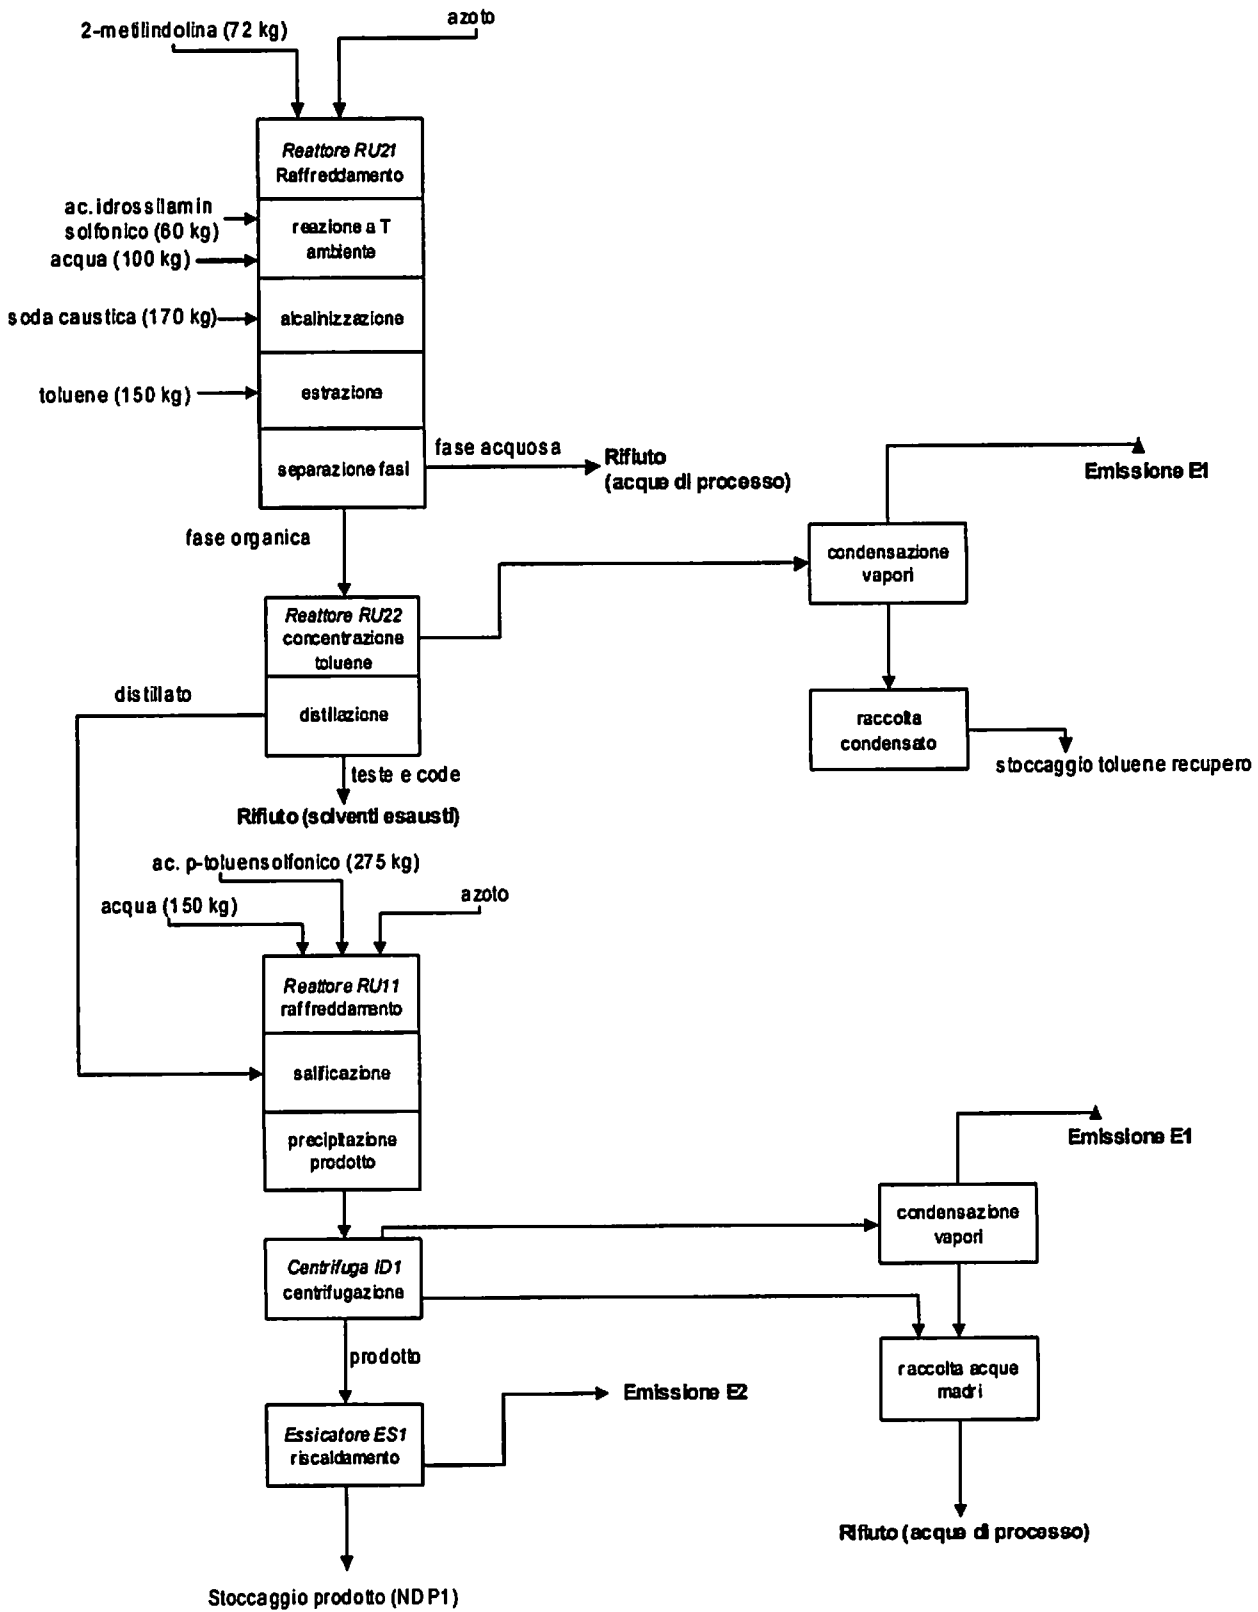 2-metilindolina (72 kg)
azoto
Reattore RU21
Raffreddamento
ac. idrossilamin
solfonico (60 kg)
reazione a T
ambiente
acqua (100 kg)
soda caustica (170 kg)
alcalinizzazione
toluene (150 kg)
estrazione
separazione fasi
fase acquosa
Rifiuto
(acque di processo)
Emissione E1
fase organica
condensazione
vapori
Reattore RU22
concentrazione
toluene
distillato
distillazione
raccolta
condensato
stoccaggio toluene recupero
teste e code
Rifiuto (solventi esausti)
ac. p-toluensolfonico (275 kg)
acqua (150 kg)
azoto
Reattore RU11
raffreddamento
salificazione
precipitazione
prodotto
Emissione E1
condensazione
vapori
Centrifuga ID1
centrifugazione
prodotto
raccolta acque
madri
Emissione E2
Essicatore ES1
riscaldamento
Rifiuto (acque di processo)
Stoccaggio prodotto (NDP1)